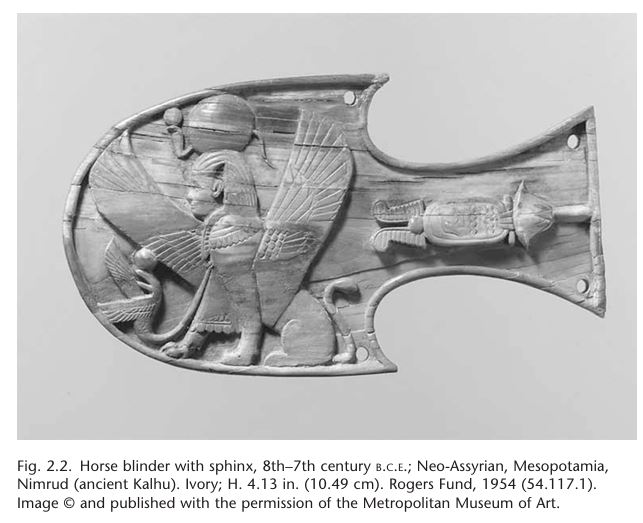 Fig. 2.2. Horse blinder with sphinx, 8th–7th century B.C.E.; Neo-Assyrian, Mesopotamia,
Nimrud (ancient Kalhu). Ivory; H. 4.13 in. (10.49 cm). Rogers Fund, 1954 (54.117.1).
Image © and published with the permission of the Metropolitan Museum of Art.